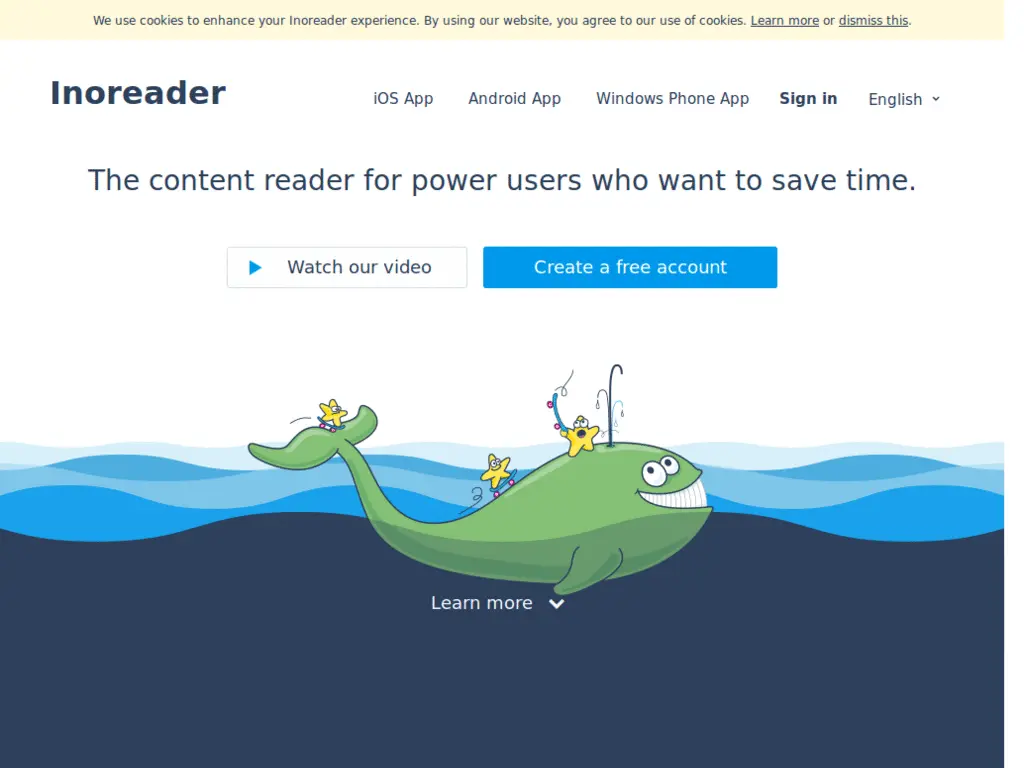 We use cookies to enhance your Inoreader experience. By using our website, you agree to our use of cookies. Learn more or dismiss this.
Inoreader
iOS App
Android App
Windows Phone App
Sign in
English
The content reader for power users who want to save time.
Watch our video
Create a free account
Learn more